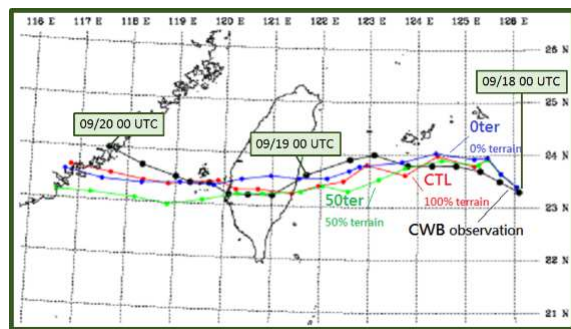 116 E 117 E 118 E 119 E 120 E 121 E 122 E 123 E 124 E 125 E 126 E
26 N
09/18 00 UTC
25 N
09/20 00 UTC
09/19 00 UTC
0ter
0% terrain
24 N
CTL
100% terrain
50ter
50% terrain
23 N
CWB observation
22 N
21 N